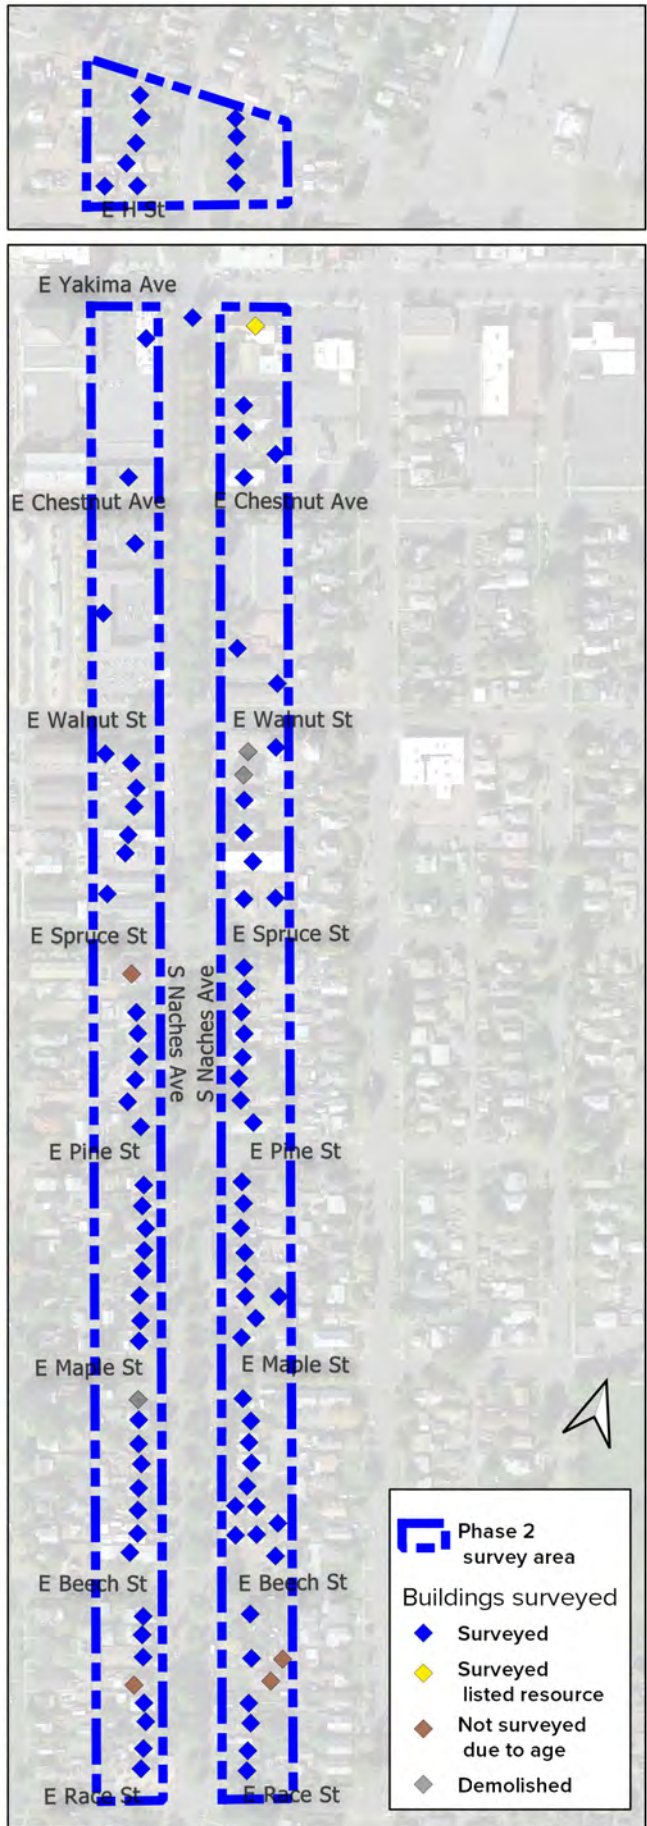 E H St
E Yakima Ave
E Chestnut Ave
E Chestnut Ave
E Walnut St
E Walnut St
E Spruce St
E Spruce St
S Naches Ave
S Naches Ave
E Pine St
E Pine St
E Maple St
E Maple St
E Beech St
E Beech St
E Race St
E Race St
Phase 2
survey area
Buildings surveyed
Surveyed
Surveyed
listed resource
Not surveyed
due to age
Demolished